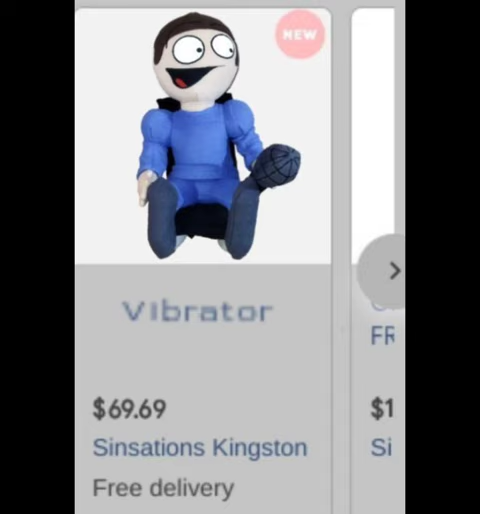 NEW
Vibrator
FR
$69.69
$1
Sinsations Kingston
Si
Free delivery